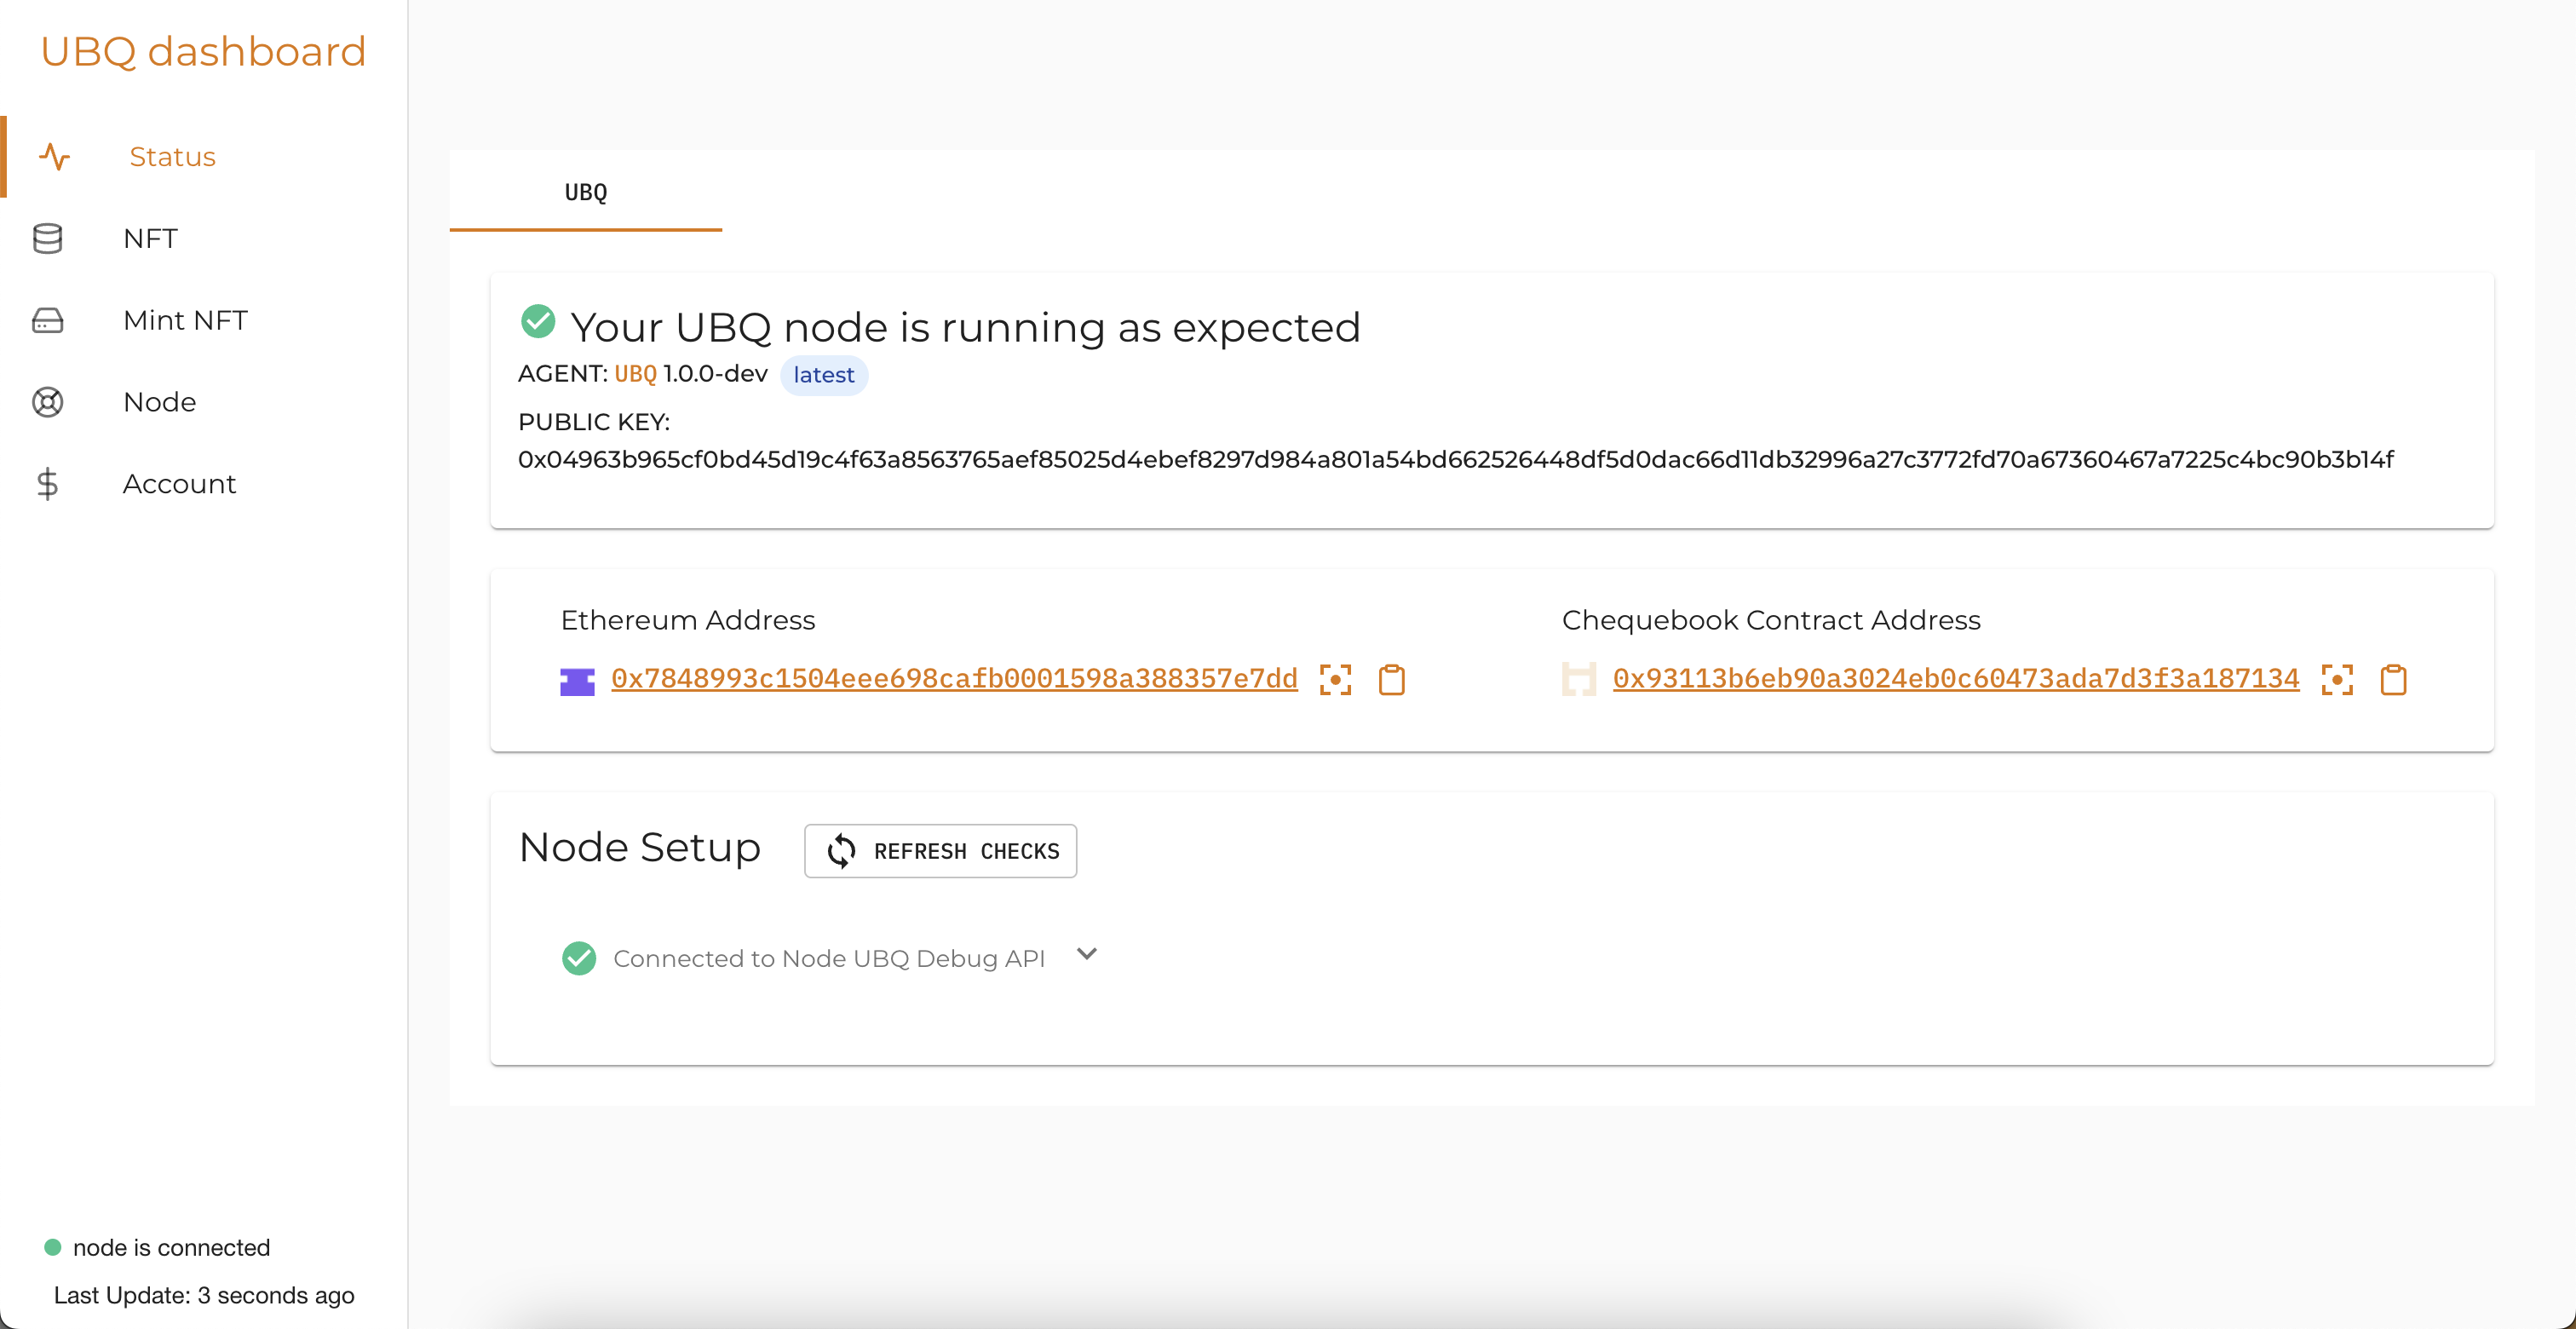 UBQ dashboard
Status
NFT
Mint NFT
Node
Account
node is connected
Last Update: 3 seconds ago
UBQ
Your UBQ node is running as expected
AGENT: UBQ 1.0.0-dev latest
PUBLIC KEY:
0x04963b965cf0bd45d19c4f63a8563765aef85025d4ebef8297d984a801a54bd662526448df5d0dac66d11db32996a27c3772fd70a67360467a7225c4bc90b3b14f
Ethereum Address
0x7848993c1504eee698cafb0001598a388357e7dd
Chequebook Contract Address
0x93113b6eb90a3024eb0c60473ada7d3f3a187134
Node Setup
REFRESH CHECKS
Connected to Node UBQ Debug API